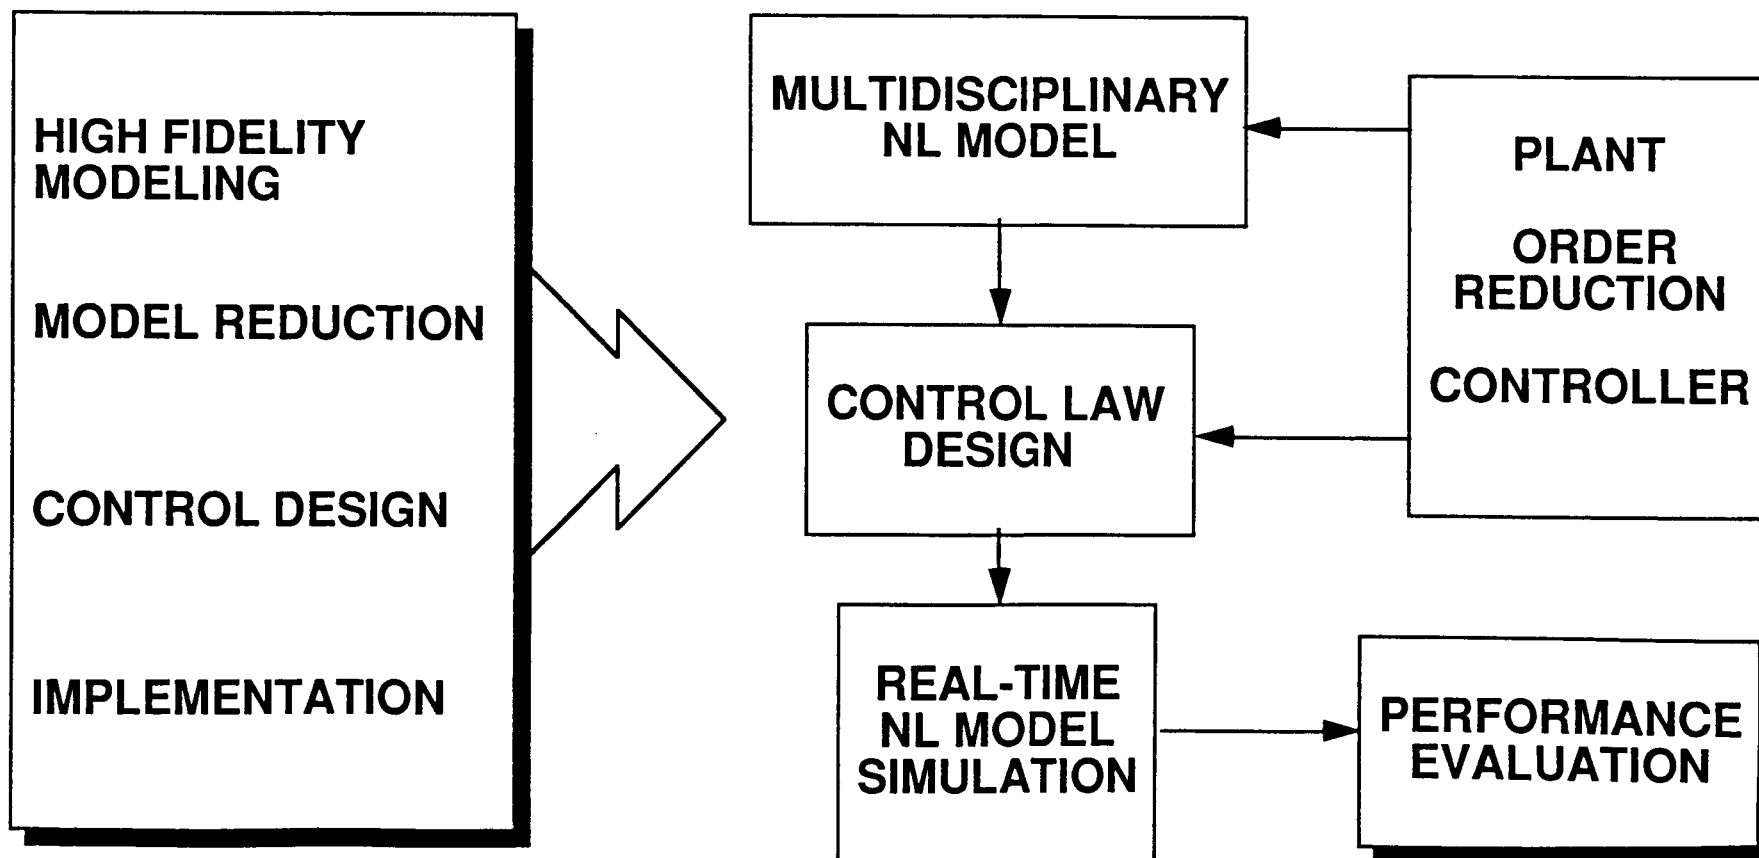 HIGH FIDELITY
MODELING
MODEL REDUCTION
CONTROL DESIGN
IMPLEMENTATION
MULTIDISCIPLINARY
NL MODEL
CONTROL LAW
DESIGN
REAL-TIME
NL MODEL
SIMULATION
PLANT
ORDER
REDUCTION
CONTROLLER
PERFORMANCE
EVALUATION